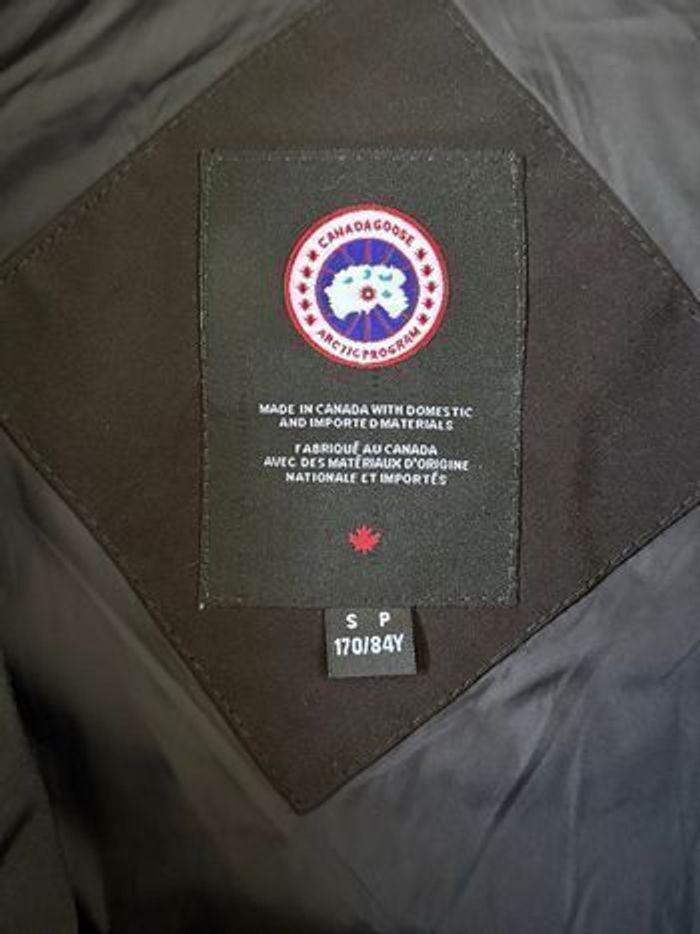 CANADA GOOSE
ARCTIC PROGRAM
MADE IN CANADA WITH DOMESTIC
AND IMPORTED MATERIALS
FABRIQUÉ AU CANADA
AVEC DES MATÉRIAUX D'ORIGINE
NATIONALE ET IMPORTÉS
S P
170/84Y